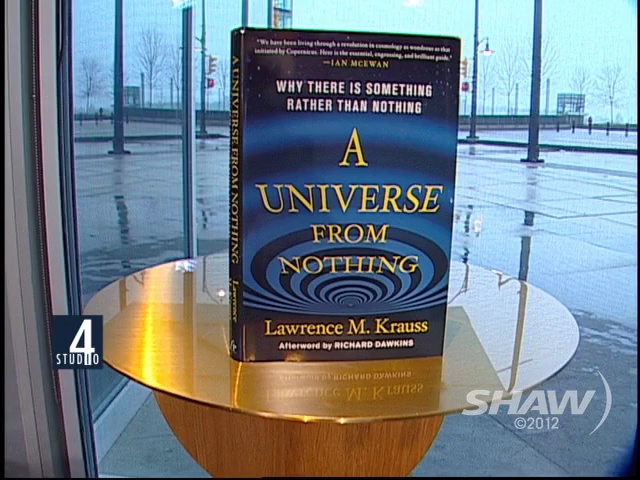 "We have been living through a revolution in cosmology as wondrous as that
initiated by Copernicus. Here is the essential, engrossing, and brilliant guide."
—IAN MCEWAN
WHY THERE IS SOMETHING
RATHER THAN NOTHING
A
UNIVERSE
FROM
NOTHING
Lawrence M. Krauss
Afterword by RICHARD DAWKINS
A UNIVERSE FROM NOTHING
Lawrence
4
STUDIO
SHAW)
©2012